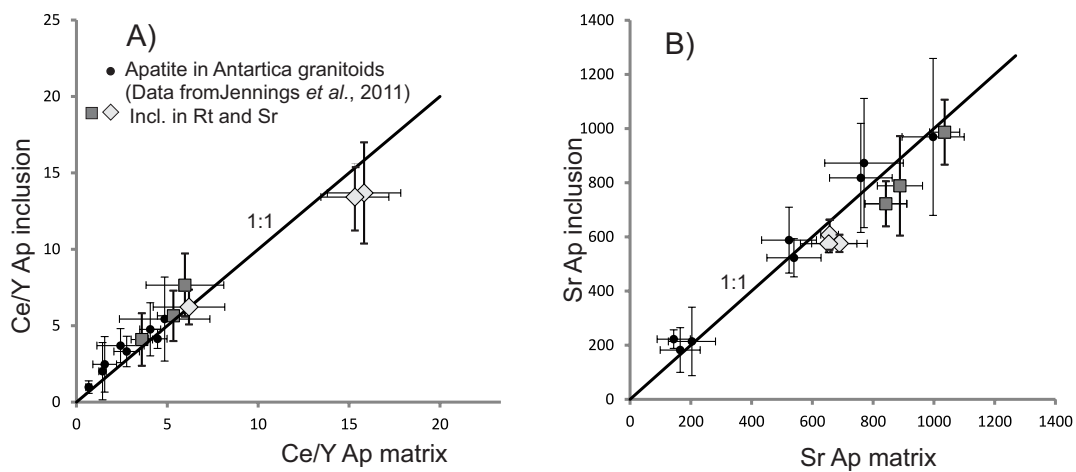 A)
25
20
15
10
5
0
Ce/Y Ap inclusion
Apatite in Antartica granitoids
(Data fromJennings et al., 2011)
Incl. in Rt and Sr
1:1
0 5 10 15 20
Ce/Y Ap matrix
B)
1400
1200
1000
800
600
400
200
0
Sr Ap inclusion
1:1
0 200 400 600 800 1000 1200 1400
Sr Ap matrix